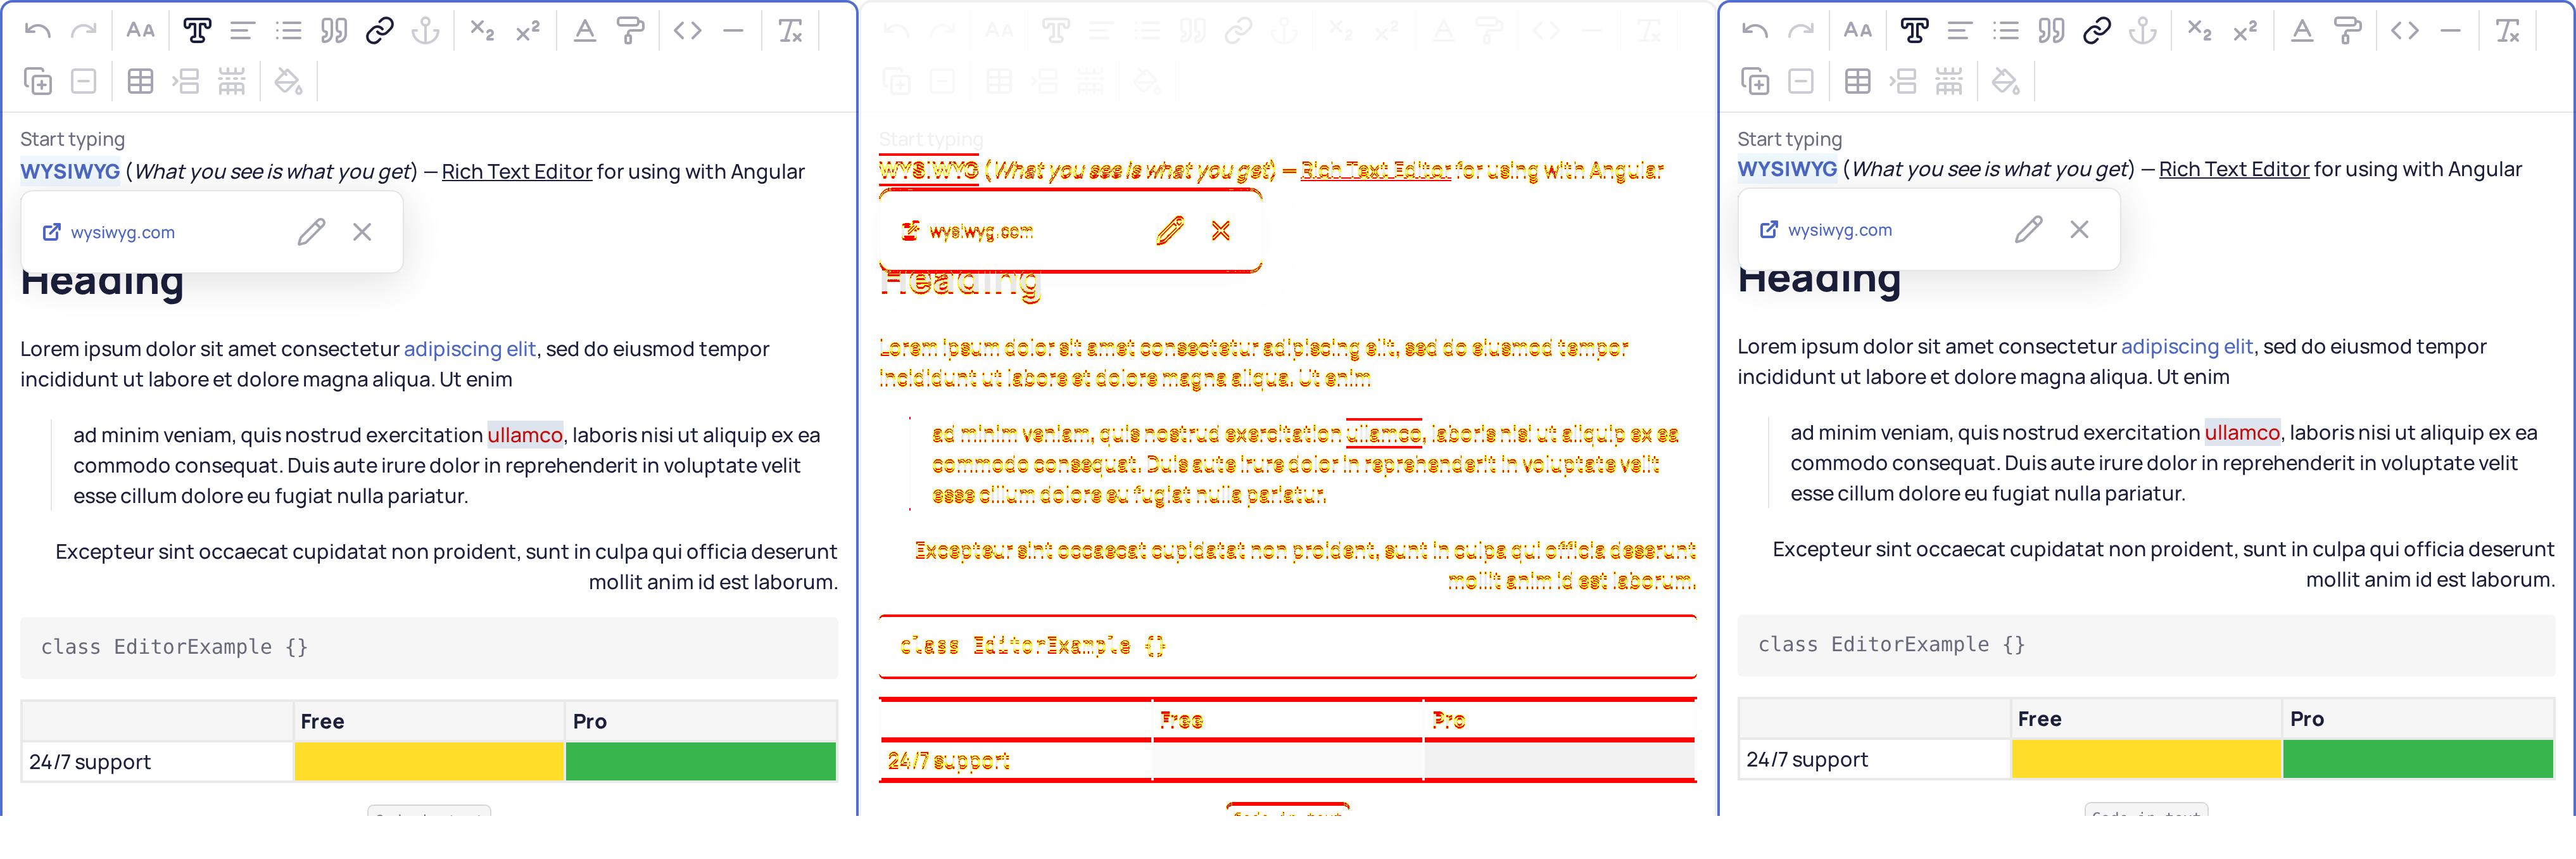 Start typing
WYSIWYG (What you see is what you get) — Rich Text Editor for using with Angular
wysiwyg.com
Heading
Lorem ipsum dolor sit amet consectetur adipiscing elit, sed do eiusmod tempor
incididunt ut labore et dolore magna aliqua. Ut enim
ad minim veniam, quis nostrud exercitation ullamco, laboris nisi ut aliquip ex ea
commodo consequat. Duis aute irure dolor in reprehenderit in voluptate velit
esse cillum dolore eu fugiat nulla pariatur.
Excepteur sint occaecat cupidatat non proident, sunt in culpa qui officia deserunt
mollit anim id est laborum.
class EditorExample {}
Free Pro
24/7 support
Start typing
WYSIWYG (What you see is what you get) — Rich Text Editor for using with Angular
wysiwyg.com
Heading
Lorem ipsum dolor sit amet consectetur adipiscing elit, sed do eiusmod tempor
incididunt ut labore et dolore magna aliqua. Ut enim
ad minim veniam, quis nostrud exercitation ullamco, laboris nisi ut aliquip ex ea
commodo consequat. Duis aute irure dolor in reprehenderit in voluptate velit
esse cillum dolore eu fugiat nulla pariatur.
Excepteur sint occaecat cupidatat non proident, sunt in culpa qui officia deserunt
mollit anim id est laborum.
class EditorExample {}
Free Pro
24/7 support
Code in text
Start typing
WYSIWYG (What you see is what you get) — Rich Text Editor for using with Angular
wysiwyg.com
Heading
Lorem ipsum dolor sit amet consectetur adipiscing elit, sed do eiusmod tempor
incididunt ut labore et dolore magna aliqua. Ut enim
ad minim veniam, quis nostrud exercitation ullamco, laboris nisi ut aliquip ex ea
commodo consequat. Duis aute irure dolor in reprehenderit in voluptate velit
esse cillum dolore eu fugiat nulla pariatur.
Excepteur sint occaecat cupidatat non proident, sunt in culpa qui officia deserunt
mollit anim id est laborum.
class EditorExample {}
Free Pro
24/7 support
Code in text